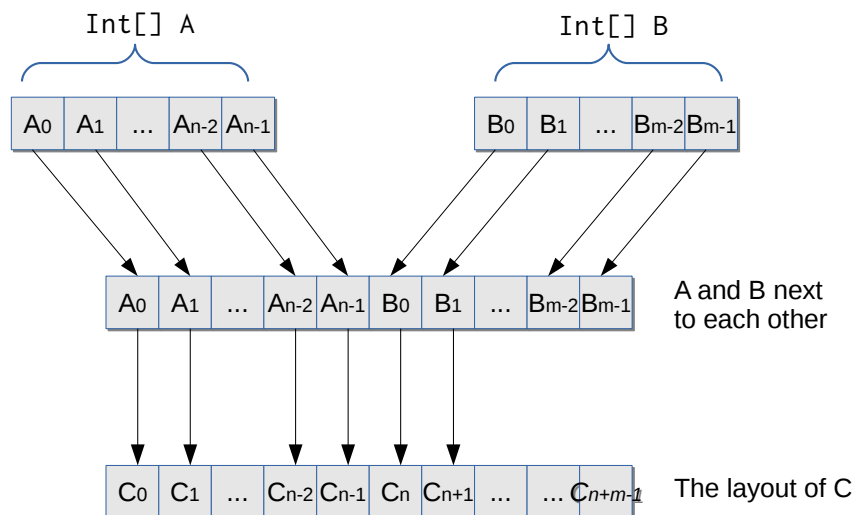 Int[] A
Int[] B
A0 A1 ... An-2 An-1
B0 B1 ... Bm-2 Bm-1
A0 A1 ... An-2 An-1 B0 B1 ... Bm-2 Bm-1
A and B next
to each other
C0 C1 ... Cn-2 Cn-1 Cn Cn+1 ... ... Cn+m-1
The layout of C